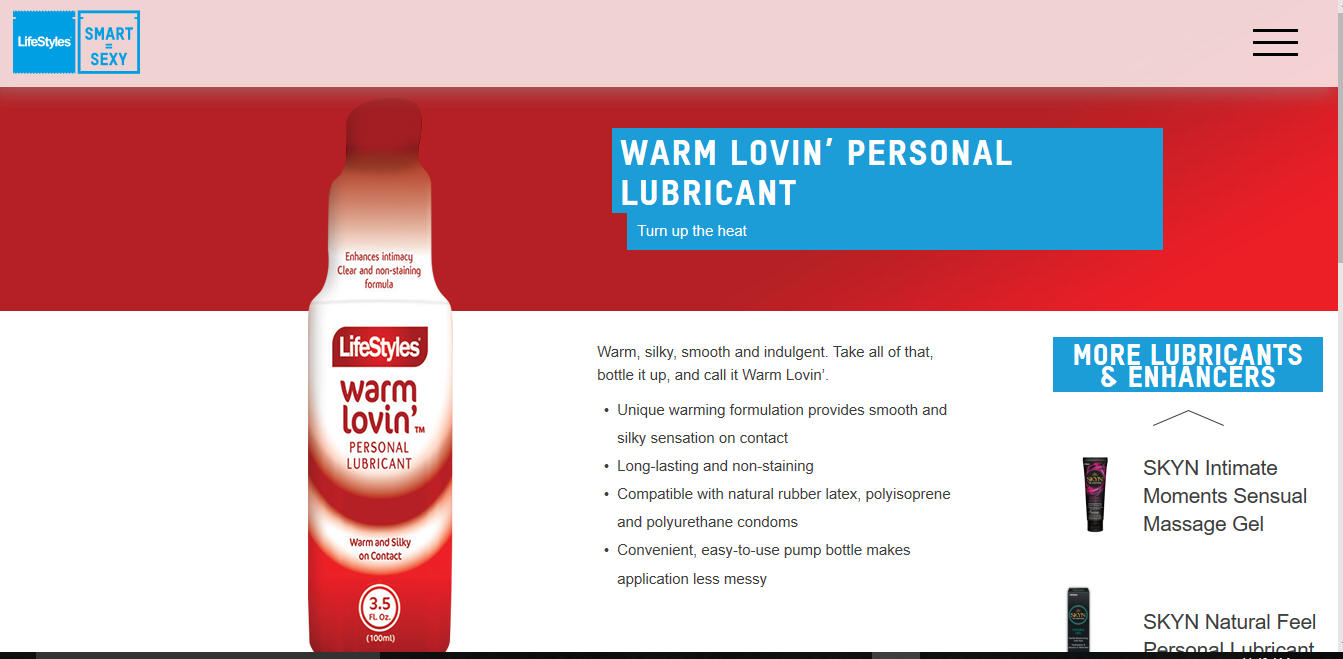 LifeStyles
SMART
=
SEXY
WARM LOVIN’ PERSONAL
LUBRICANT
Turn up the heat
Enhances intimacy
Clear and non-staining
formula
LifeStyles®
warm
lovin’™
PERSONAL
LUBRICANT
Warm and Silky
on Contact
3.5
FL. Oz.
(100ml)
Warm, silky, smooth and indulgent. Take all of that,
bottle it up, and call it Warm Lovin’.
• Unique warming formulation provides smooth and
silky sensation on contact
• Long-lasting and non-staining
• Compatible with natural rubber latex, polyisoprene
and polyurethane condoms
• Convenient, easy-to-use pump bottle makes
application less messy
MORE LUBRICANTS
& ENHANCERS
SKYN
SKYN Intimate
Moments Sensual
Massage Gel
SKYN
SKYN Natural Feel
Personal Lubricant